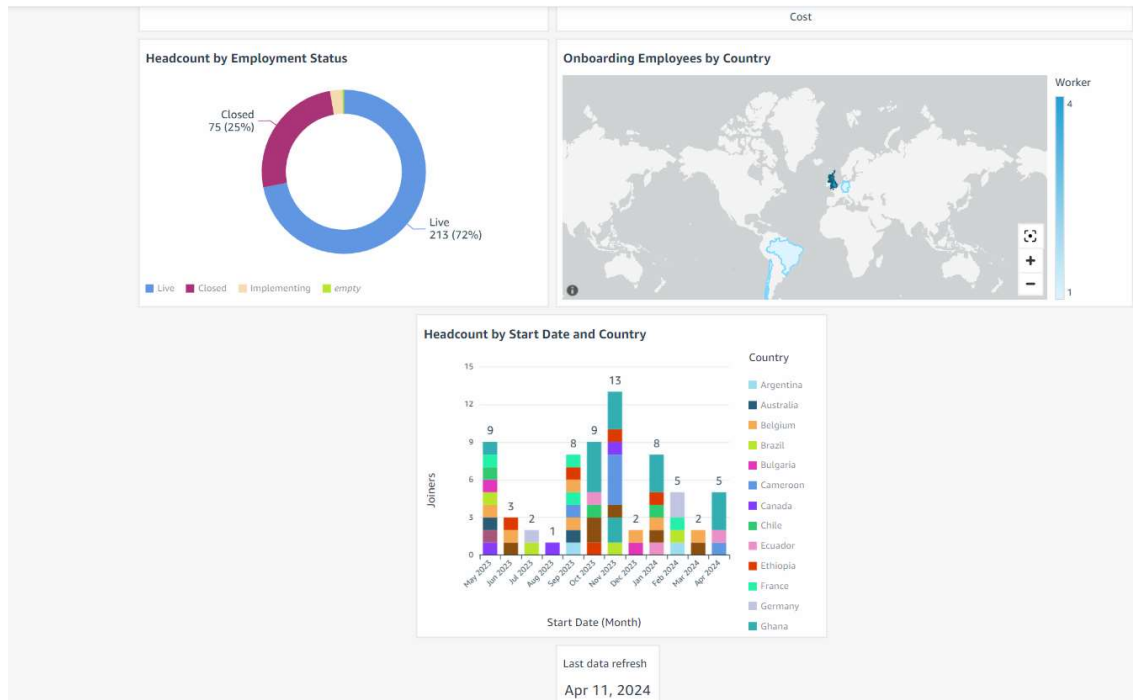 Cost
Headcount by Employment Status
Closed
75 (25%)
Live
213 (72%)
Live Closed Implementing empty
Onboarding Employees by Country
Worker
4
1
Headcount by Start Date and Country
Joiners
15
12
9
6
3
0
9
3
2
1
8
9
13
2
8
5
2
5
May 2023
Jun 2023
Jul 2023
Aug 2023
Sep 2023
Oct 2023
Nov 2023
Dec 2023
Jan 2024
Feb 2024
Mar 2024
Apr 2024
Start Date (Month)
Country
Argentina
Australia
Belgium
Brazil
Bulgaria
Cameroon
Canada
Chile
Ecuador
Ethiopia
France
Germany
Ghana
Last data refresh
Apr 11, 2024